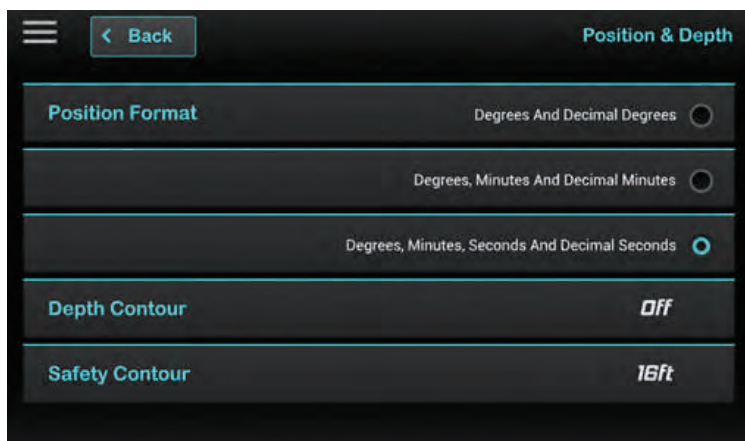 Back
Position & Depth
Position Format
Degrees And Decimal Degrees
Degrees, Minutes And Decimal Minutes
Degrees, Minutes, Seconds And Decimal Seconds
Depth Contour
Off
Safety Contour
16ft